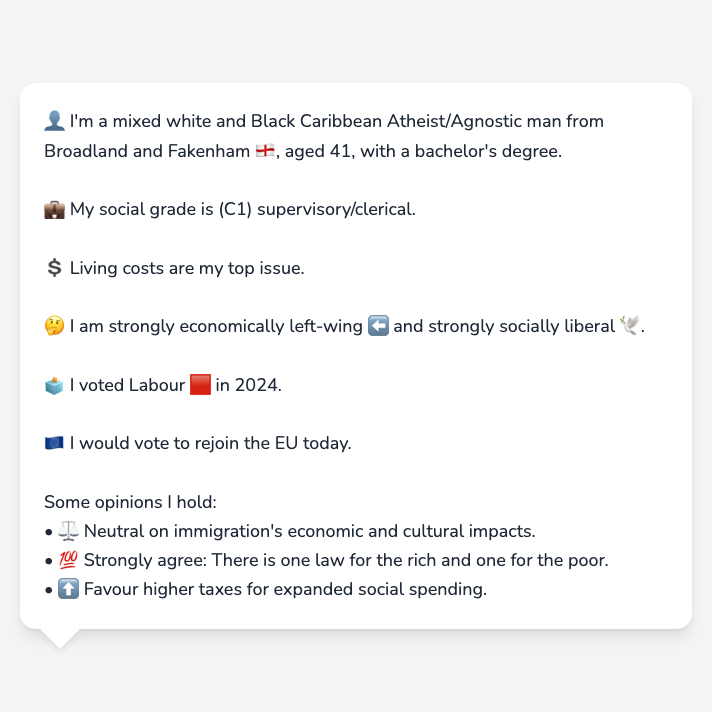 👤 I'm a mixed white and Black Caribbean Atheist/Agnostic man from
Broadland and Fakenham 🏴󠁧󠁢󠁥󠁮󠁧󠁿, aged 41, with a bachelor's degree.
💼 My social grade is (C1) supervisory/clerical.
💲 Living costs are my top issue.
🤔 I am strongly economically left-wing ⬅️ and strongly socially liberal 🕊️.
🗳️ I voted Labour 🟥 in 2024.
🇪🇺 I would vote to rejoin the EU today.
Some opinions I hold:
• ⚖️ Neutral on immigration's economic and cultural impacts.
• 💯 Strongly agree: There is one law for the rich and one for the poor.
• ⬆️ Favour higher taxes for expanded social spending.